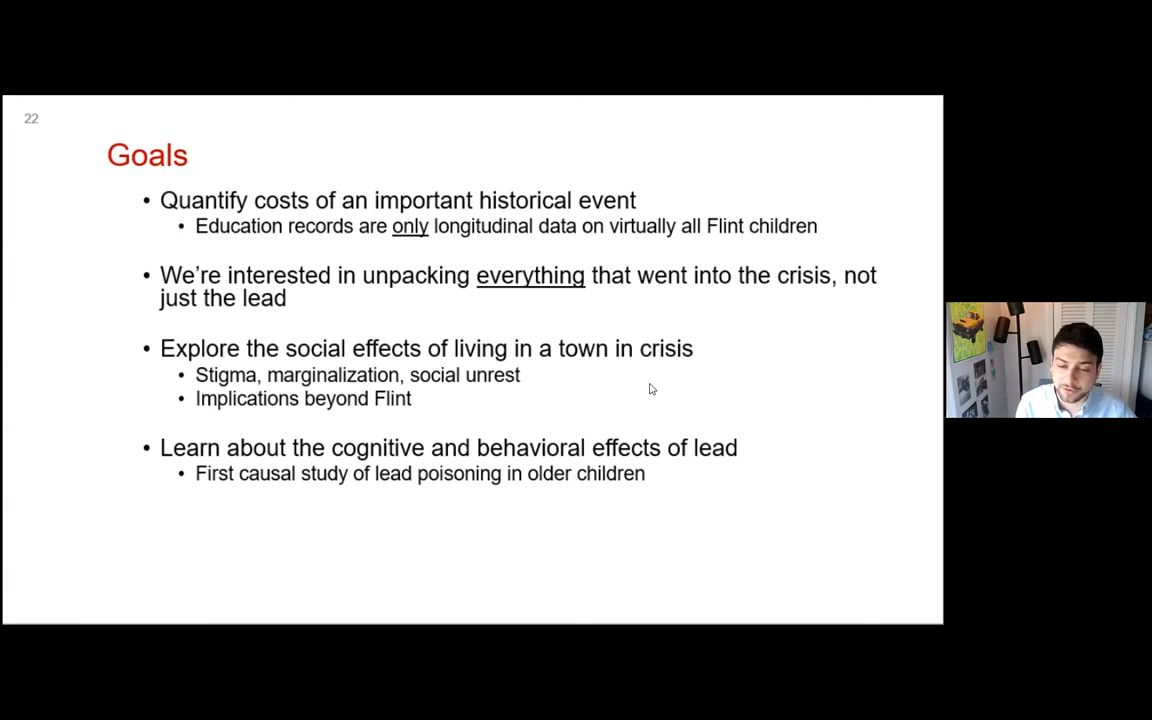 22
Goals
• Quantify costs of an important historical event
• Education records are only longitudinal data on virtually all Flint children
• We're interested in unpacking everything that went into the crisis, not
just the lead
• Explore the social effects of living in a town in crisis
• Stigma, marginalization, social unrest
• Implications beyond Flint
• Learn about the cognitive and behavioral effects of lead
• First causal study of lead poisoning in older children